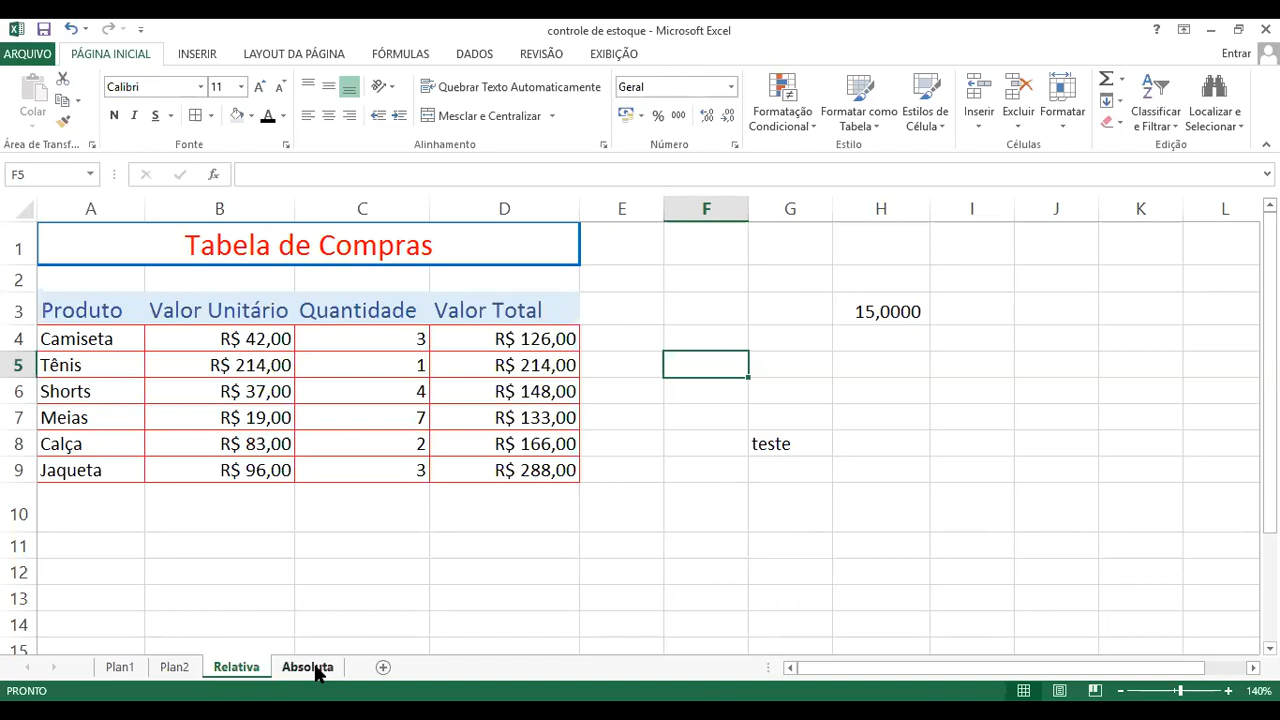 controle de estoque - Microsoft Excel
ARQUIVO PÁGINA INICIAL INSERIR LAYOUT DA PÁGINA FÓRMULAS DADOS REVISÃO EXIBIÇÃO Entrar
Colar
Área de Transf...
Calibri 11
N I S
Fonte
Quebrar Texto Automaticamente
Mesclar e Centralizar
Alinhamento
Geral
% 000
Número
Formatação Condicional
Formatar como Tabela
Estilos de Célula
Estilo
Inserir
Excluir
Formatar
Células
Classificar e Filtrar
Localizar e Selecionar
Edição
F5
A B C D E F G H I J K L
1 Tabela de Compras
2
3 Produto Valor Unitário Quantidade Valor Total 15,0000
4 Camiseta R$ 42,00 3 R$ 126,00
5 Tênis R$ 214,00 1 R$ 214,00
6 Shorts R$ 37,00 4 R$ 148,00
7 Meias R$ 19,00 7 R$ 133,00
8 Calça R$ 83,00 2 R$ 166,00 teste
9 Jaqueta R$ 96,00 3 R$ 288,00
10
11
12
13
14
15
Plan1 Plan2 Relativa Absoluta
PRONTO 140%